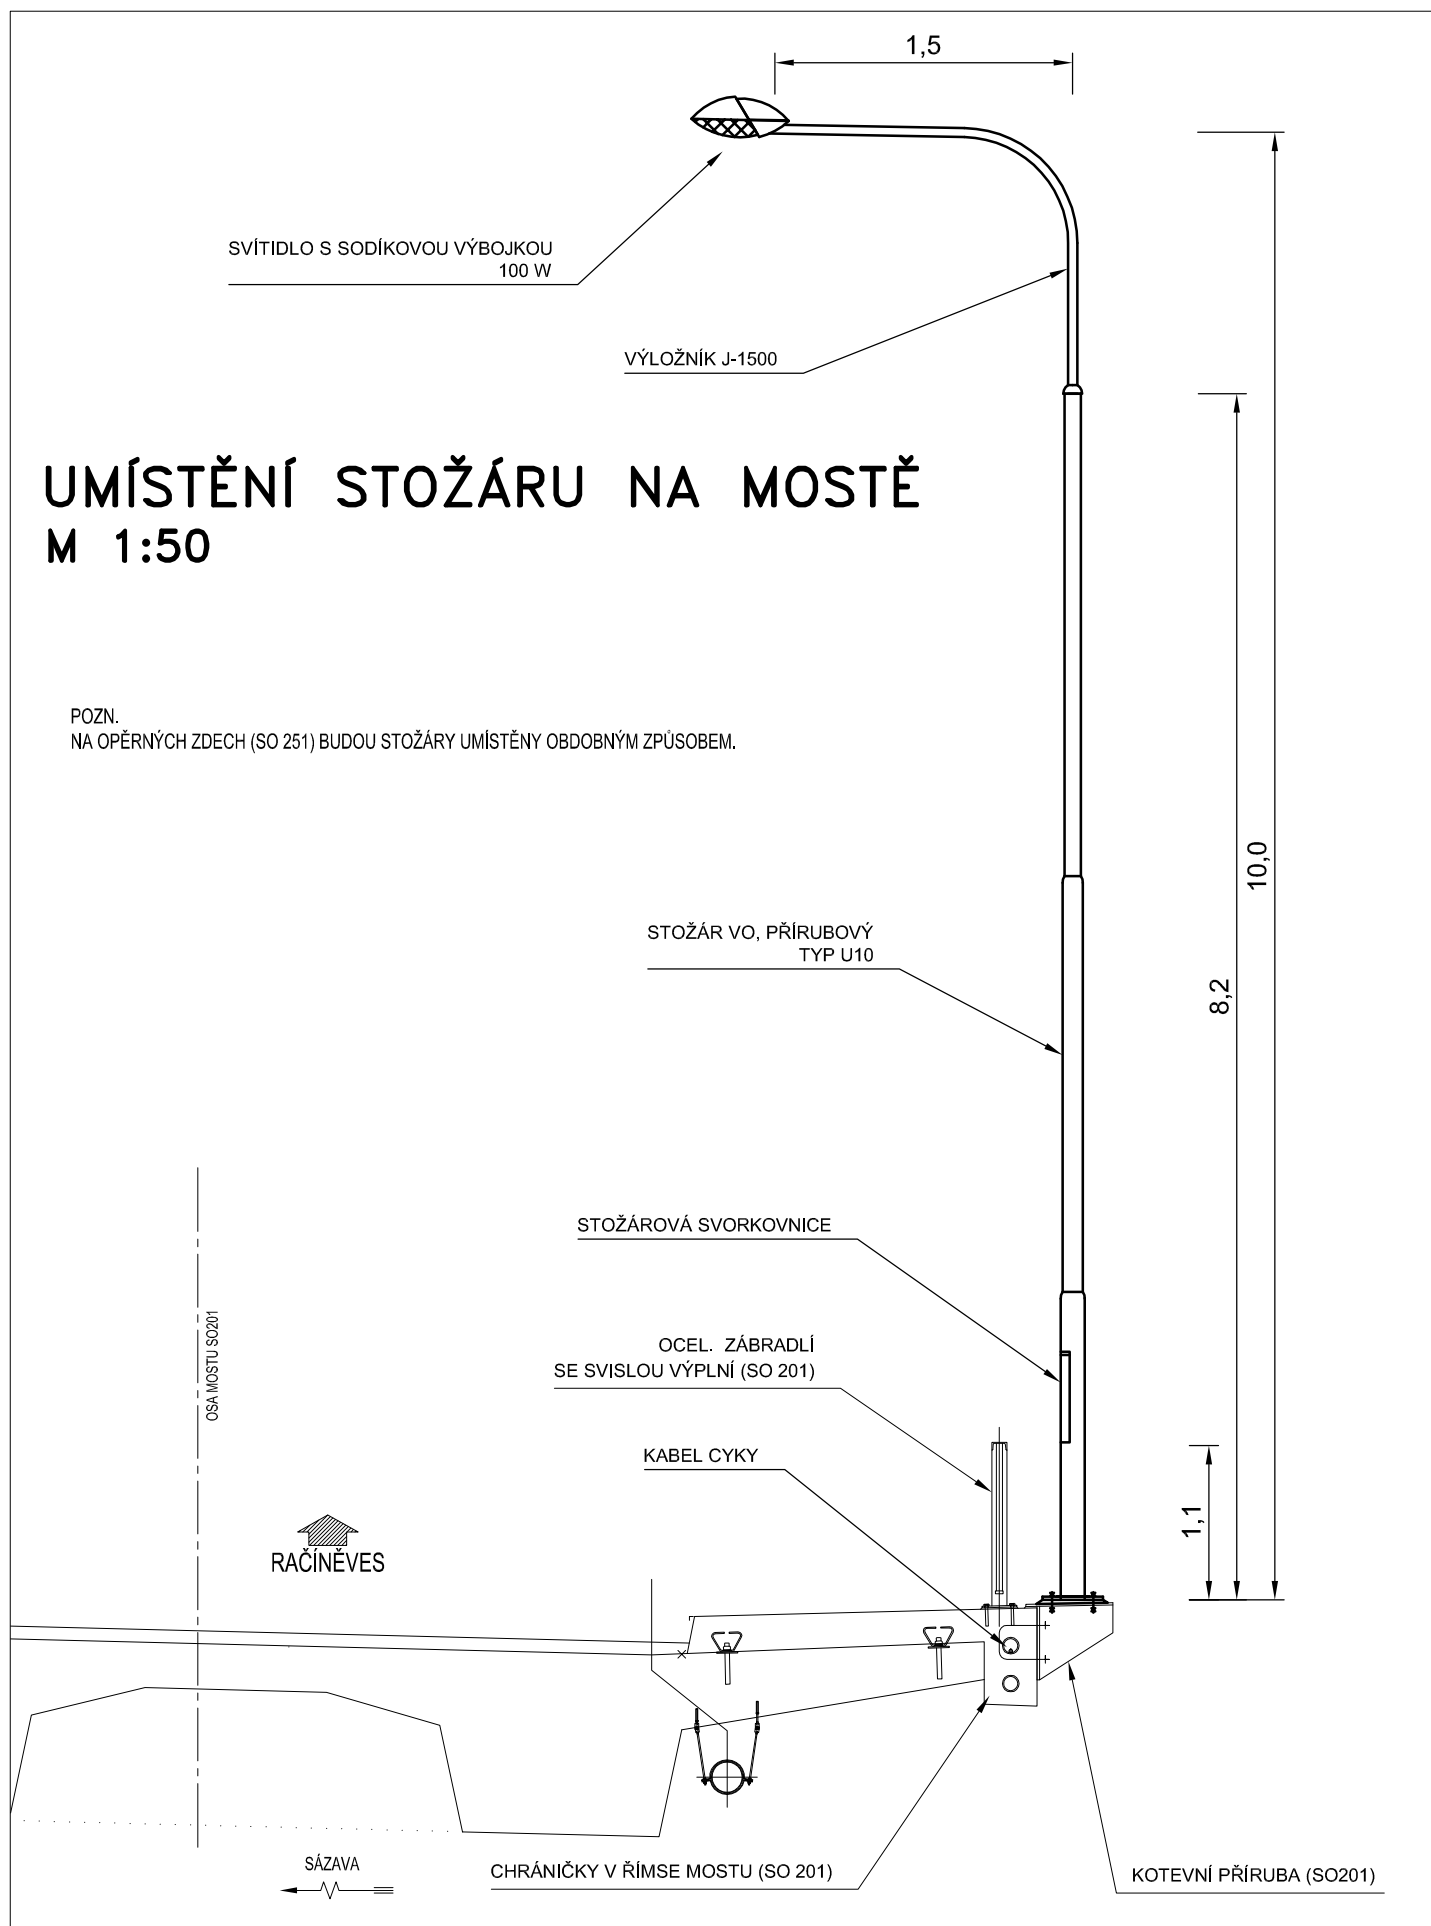 1,5
SVÍTIDLO S SODÍKOVOU VÝBOJKOU
100 W
VÝLOŽNÍK J-1500
UMÍSTĚNÍ STOŽÁRU NA MOSTĚ
M 1:50
POZN.
NA OPĚRNÝCH ZDECH (SO 251) BUDOU STOŽÁRY UMÍSTĚNY OBDOBNÝM ZPŮSOBEM.
10,0
STOŽÁR VO, PŘÍRUBOVÝ
TYP U10
8,2
STOŽÁROVÁ SVORKOVNICE
OSA MOSTU SO201
OCEL. ZÁBRADLÍ
SE SVISLOU VÝPLNÍ (SO 201)
KABEL CYKY
1,1
RAČÍNĚVES
SÁZAVA
CHRÁNIČKY V ŘÍMSE MOSTU (SO 201)
KOTEVNÍ PŘÍRUBA (SO201)